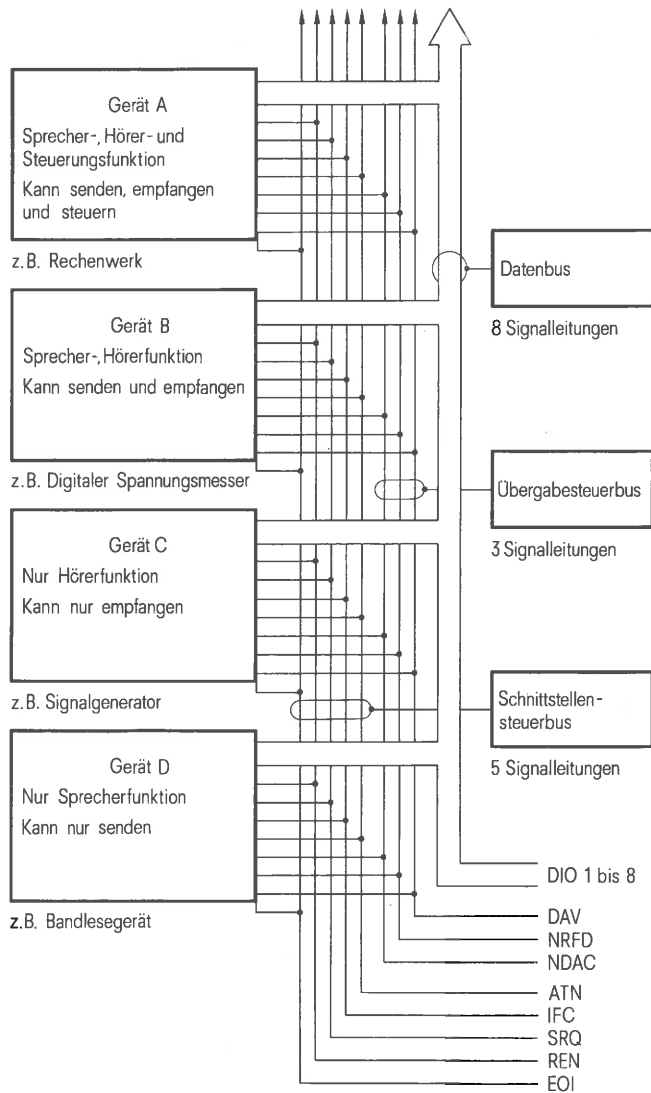 Gerät A
Sprecher-, Hörer- und
Steuerungsfunktion
Kann senden, empfangen
und steuern
z.B. Rechenwerk
Datenbus
8 Signalleitungen
Gerät B
Sprecher-, Hörerfunktion
Kann senden und empfangen
z.B. Digitaler Spannungsmesser
Übergabesteuerbus
3 Signalleitungen
Gerät C
Nur Hörerfunktion
Kann nur empfangen
z.B. Signalgenerator
Schnittstellen-
steuerbus
5 Signalleitungen
Gerät D
Nur Sprecherfunktion
Kann nur senden
z.B. Bandlesegerät
DIO 1 bis 8
DAV
NRFD
NDAC
ATN
IFC
SRQ
REN
EOI